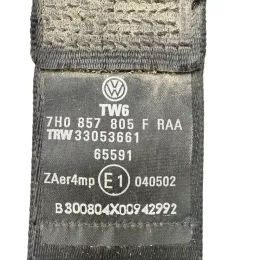 TW6
7H0 857 805 F RAA
TRW 33053661
65591
ZAer4mp E1 040502
B300804X00942992